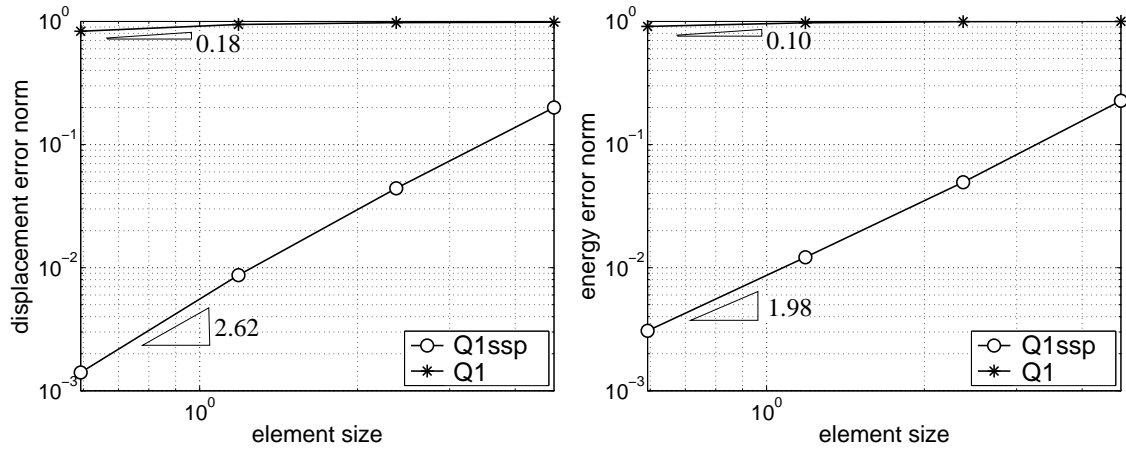 10^0
10^-1
10^-2
10^-3
displacement error norm
0.18
2.62
Q1ssp
Q1
10^0
element size
10^0
10^-1
10^-2
10^-3
energy error norm
0.10
1.98
Q1ssp
Q1
10^0
element size